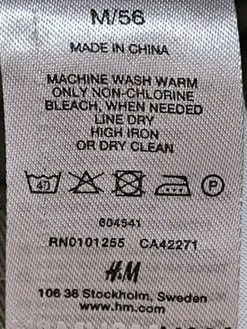 M/56
MADE IN CHINA
MACHINE WASH WARM
ONLY NON-CHLORINE
BLEACH, WHEN NEEDED
LINE DRY
HIGH IRON
OR DRY CLEAN
40 P
804541
RN0101255 CA42271
H.M
106 38 Stockholm, Sweden
www.hm.com